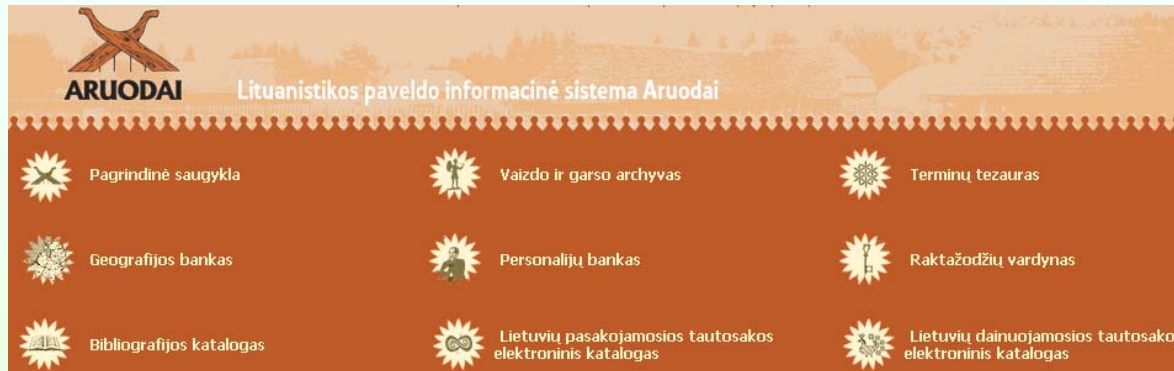 ARUODAI
Lituanistikos paveldo informacinė sistema Aruodai
Pagrindinė saugykla
Vaizdo ir garso archyvas
Terminų tezauras
Geografijos bankas
Personalijų bankas
Raktažodžių vardynas
Bibliografijos katalogas
Lietuvių pasakojamosios tautosakos
elektroninis katalogas
Lietuvių dainuojamosios tautosako
elektroninis katalogas